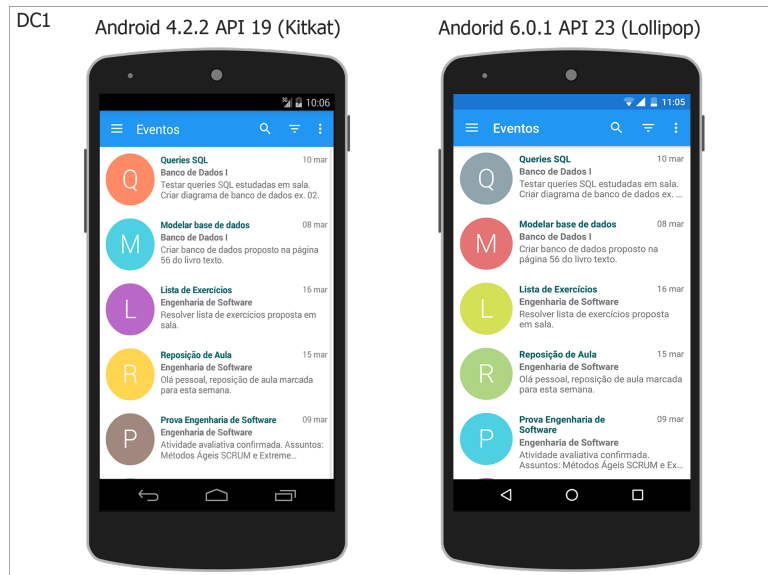 DC1
Android 4.2.2 API 19 (Kitkat)
Andorid 6.0.1 API 23 (Lollipop)
10:06
Eventos
Q
Queries SQL
10 mar
Banco de Dados I
Testar queries SQL estudadas em sala.
Criar diagrama de banco de dados ex. 02.
M
Modelar base de dados
08 mar
Banco de Dados I
Criar banco de dados proposto na página
56 do livro texto.
L
Lista de Exercícios
16 mar
Engenharia de Software
Resolver lista de exercícios proposta em
sala.
R
Reposição de Aula
15 mar
Engenharia de Software
Olá pessoal, reposição de aula marcada
para esta semana.
P
Prova Engenharia de Software
09 mar
Engenharia de Software
Atividade avaliativa confirmada. Assuntos:
Métodos Ágeis SCRUM e Extreme...
11:05
Eventos
Q
Queries SQL
10 mar
Banco de Dados I
Testar queries SQL estudadas em sala.
Criar diagrama de banco de dados ex. ...
M
Modelar base de dados
08 mar
Banco de Dados I
Criar banco de dados proposto na
página 56 do livro texto.
L
Lista de Exercícios
16 mar
Engenharia de Software
Resolver lista de exercícios proposta
em sala.
R
Reposição de Aula
15 mar
Engenharia de Software
Olá pessoal, reposição de aula marcada
para esta semana.
P
Prova Engenharia de
Software
09 mar
Engenharia de Software
Atividade avaliativa confirmada.
Assuntos: Métodos Ágeis SCRUM e Ex...